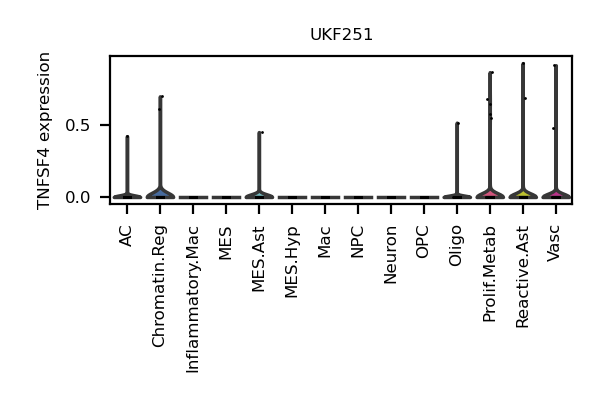 UKF251
TNFSF4 expression
0.5
0.0
AC
Chromatin.Reg
Inflammatory.Mac
MES
MES.Ast
MES.Hyp
Mac
NPC
Neuron
OPC
Oligo
Prolif.Metab
Reactive.Ast
Vasc